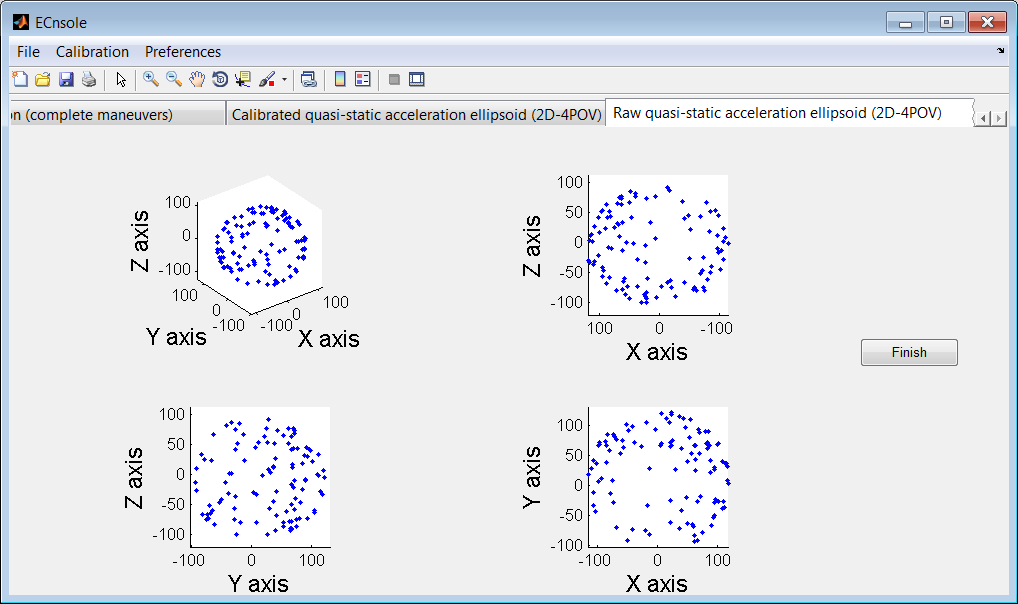 ECnsole
File Calibration Preferences
on (complete maneuvers) Calibrated quasi-static acceleration ellipsoid (2D-4POV) Raw quasi-static acceleration ellipsoid (2D-4POV)
100
0
-100
Z axis
100
0
-100
Y axis
-100
0
100
X axis
100
50
0
-50
-100
Z axis
100 0 -100
X axis
Finish
100
50
0
-50
-100
Z axis
-100 0 100
Y axis
100
50
0
-50
-100
Y axis
-100 0 100
X axis